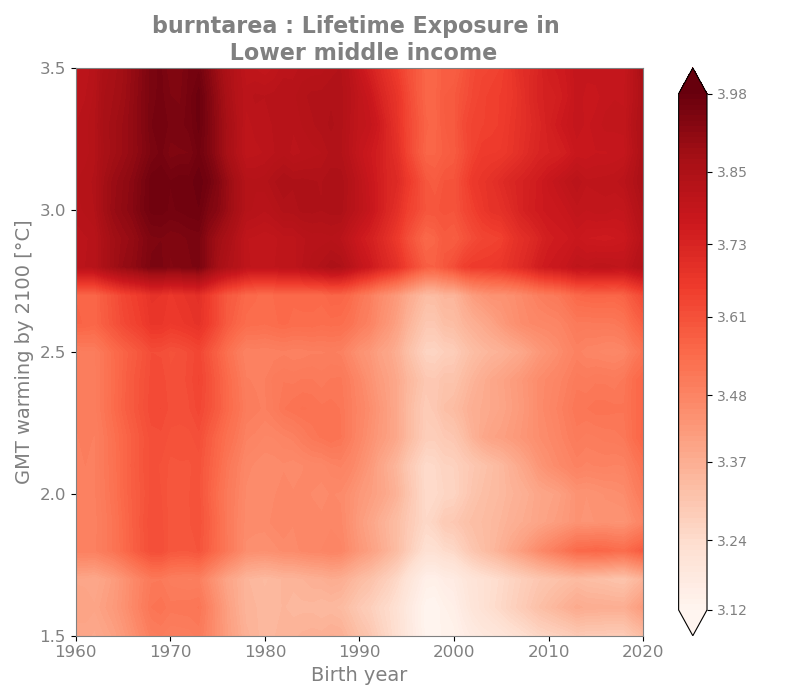 burntarea : Lifetime Exposure in
Lower middle income
GMT warming by 2100 [°C]
3.5
3.0
2.5
2.0
1.5
1960 1970 1980 1990 2000 2010 2020
Birth year
3.98
3.85
3.73
3.61
3.48
3.37
3.24
3.12